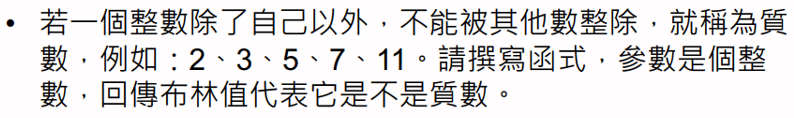 • 若一個整數除了自己以外，不能被其他數整除，就稱為質
數，例如：2、3、5、7、11。請撰寫函式，參數是個整
數，回傳布林值代表它是不是質數。